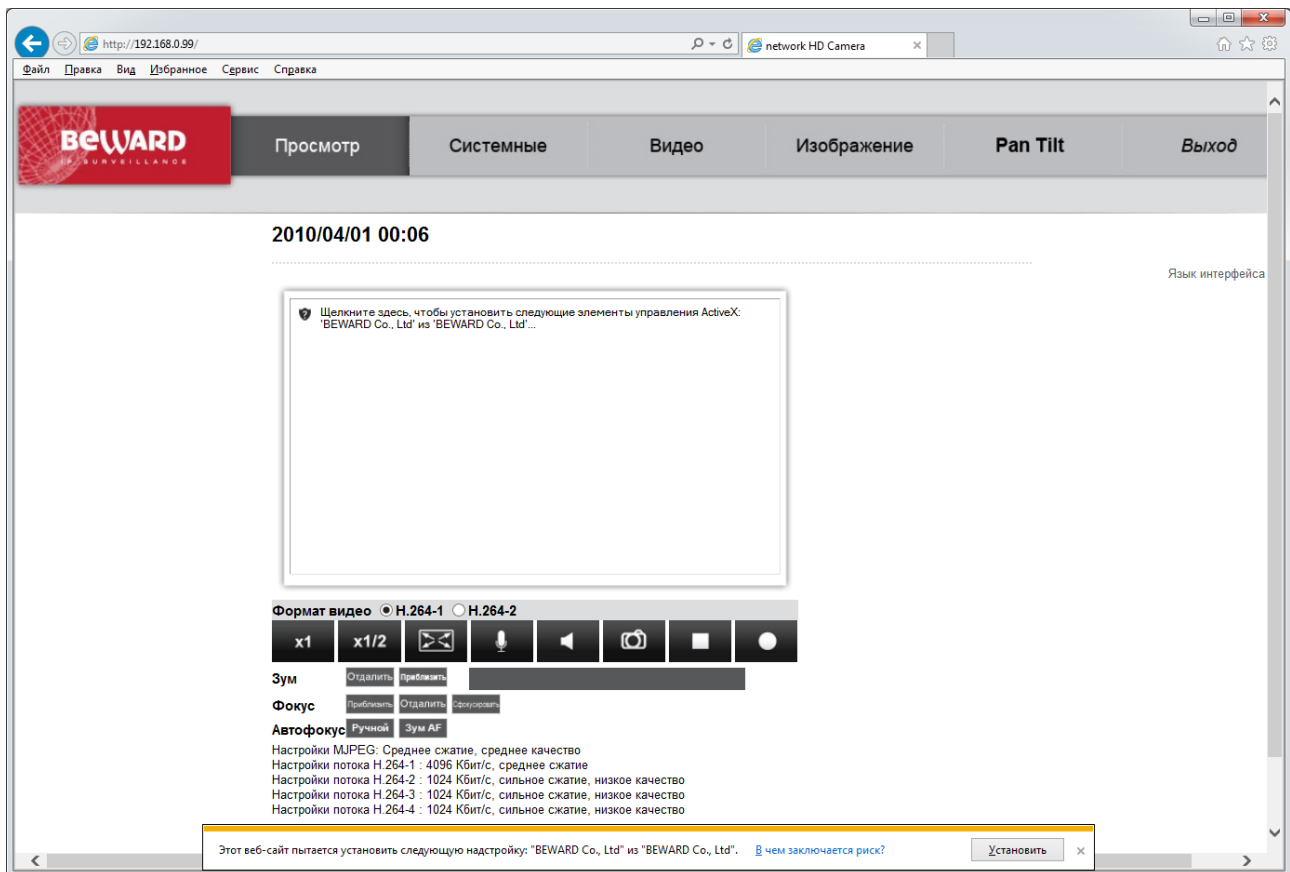 http://192.168.0.99/
network HD Camera
Файл Правка Вид Избранное Сервис Справка
BEWARD
IP SURVEILLANCE
Просмотр Системные Видео Изображение Pan Tilt Выход
2010/04/01 00:06
Язык интерфейса
Щелкните здесь, чтобы установить следующие элементы управления ActiveX:
'BEWARD Co., Ltd' из 'BEWARD Co., Ltd'...
Формат видео H.264-1 H.264-2
x1 x1/2
Зум Отдалить Приблизить
Фокус Приблизить Отдалить Сфокусировать
Автофокус Ручной Зум AF
Настройки MJPEG: Среднее сжатие, среднее качество
Настройки потока H.264-1 : 4096 Кбит/с, среднее сжатие
Настройки потока H.264-2 : 1024 Кбит/с, сильное сжатие, низкое качество
Настройки потока H.264-3 : 1024 Кбит/с, сильное сжатие, низкое качество
Настройки потока H.264-4 : 1024 Кбит/с, сильное сжатие, низкое качество
Этот веб-сайт пытается установить следующую надстройку: "BEWARD Co., Ltd" из "BEWARD Co., Ltd". В чем заключается риск? Установить